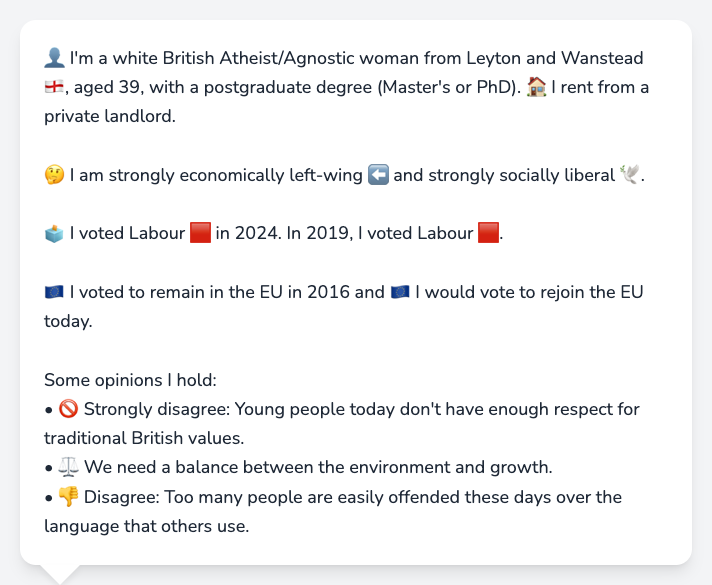 👤 I'm a white British Atheist/Agnostic woman from Leyton and Wanstead
🏴󠁧󠁢󠁥󠁮󠁧󠁿, aged 39, with a postgraduate degree (Master's or PhD). 🏠 I rent from a
private landlord.
🤔 I am strongly economically left-wing ⬅️ and strongly socially liberal 🕊️.
🗳️ I voted Labour 🟥 in 2024. In 2019, I voted Labour 🟥.
🇪🇺 I voted to remain in the EU in 2016 and 🇪🇺 I would vote to rejoin the EU
today.
Some opinions I hold:
• 🚫 Strongly disagree: Young people today don't have enough respect for
traditional British values.
• ⚖️ We need a balance between the environment and growth.
• 👎 Disagree: Too many people are easily offended these days over the
language that others use.